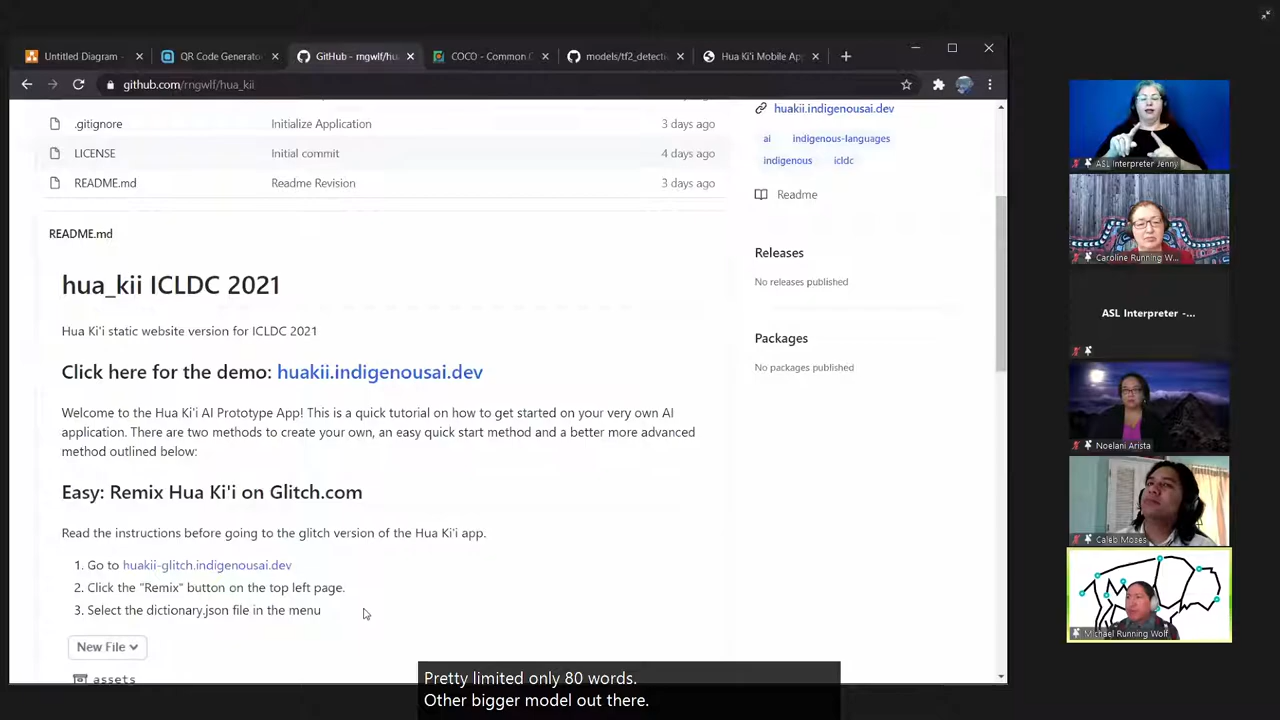 Untitled Diagram -
QR Code Generato
GitHub - rngwlf/hu
COCO - Common
models/tf2_detecti
Hua Ki'i Mobile Ap
github.com/rngwlf/hua_kii
.gitignore Initialize Application 3 days ago
LICENSE Initial commit 4 days ago
README.md Readme Revision 3 days ago
huakii.indigenousai.dev
ai indigenous-languages
indigenous icldc
Readme
Releases
No releases published
Packages
No packages published
README.md
hua_kii ICLDC 2021
Hua Ki'i static website version for ICLDC 2021
Click here for the demo: huakii.indigenousai.dev
Welcome to the Hua Ki'i AI Prototype App! This is a quick tutorial on how to get started on your very own AI
application. There are two methods to create your own, an easy quick start method and a better more advanced
method outlined below:
Easy: Remix Hua Ki'i on Glitch.com
Read the instructions before going to the glitch version of the Hua Ki'i app.
1. Go to huakii-glitch.indigenousai.dev
2. Click the "Remix" button on the top left page.
3. Select the dictionary.json file in the menu
New File
assets
Pretty limited only 80 words.
Other bigger model out there.
ASL Interpreter Jenny
Caroline Running W...
ASL Interpreter -...
Noelani Arista
Caleb Moses
Michael Running Wolf